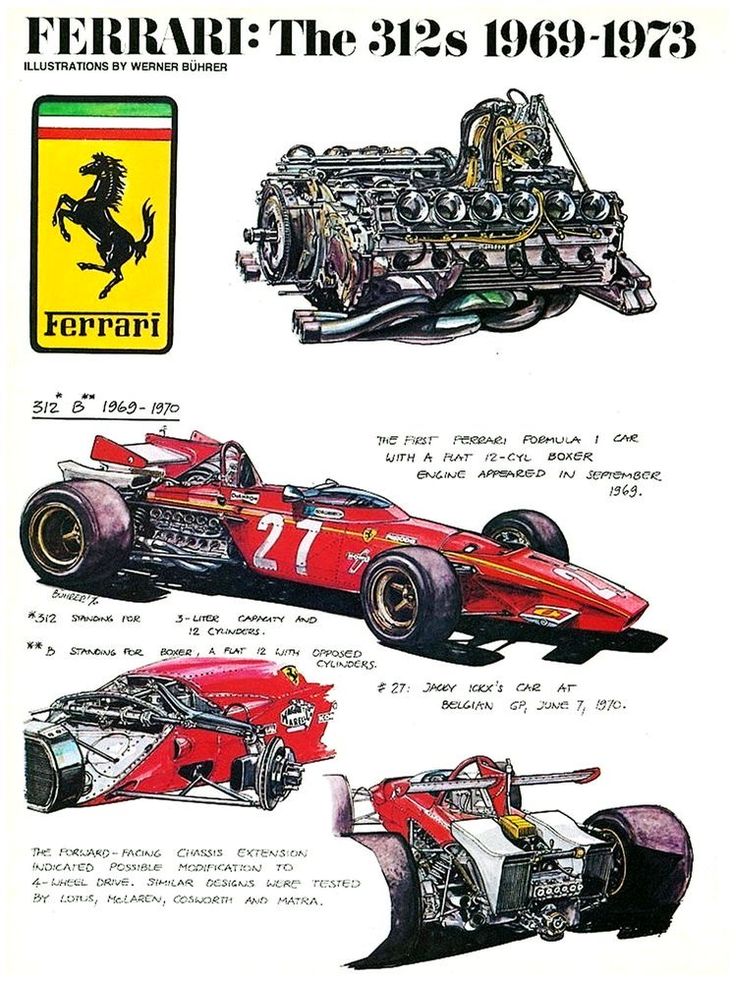 FERRARI: The 312s 1969-1973
ILLUSTRATIONS BY WERNER BÜHRER
Ferrari
312* B** 1969-1970
THE FIRST FERRARI FORMULA 1 CAR
WITH A FLAT 12-CYL BOXER
ENGINE APPEARED IN SEPTEMBER
1969.
27
27
BÜHRER
*312 STANDING FOR 3-LITER CAPACITY AND
12 CYLINDERS.
**B STANDING FOR BOXER, A FLAT 12 WITH OPPOSED
CYLINDERS.
# 27: JACKY ICKX'S CAR AT
BELGIAN GP, JUNE 7, 1970.
MAGNETI
MARELLI
THE FORWARD-FACING CHASSIS EXTENSION
INDICATED POSSIBLE MODIFICATION TO
4-WHEEL DRIVE. SIMILAR DESIGNS WERE TESTED
BY LOTUS, McLAREN, COSWORTH AND MATRA.